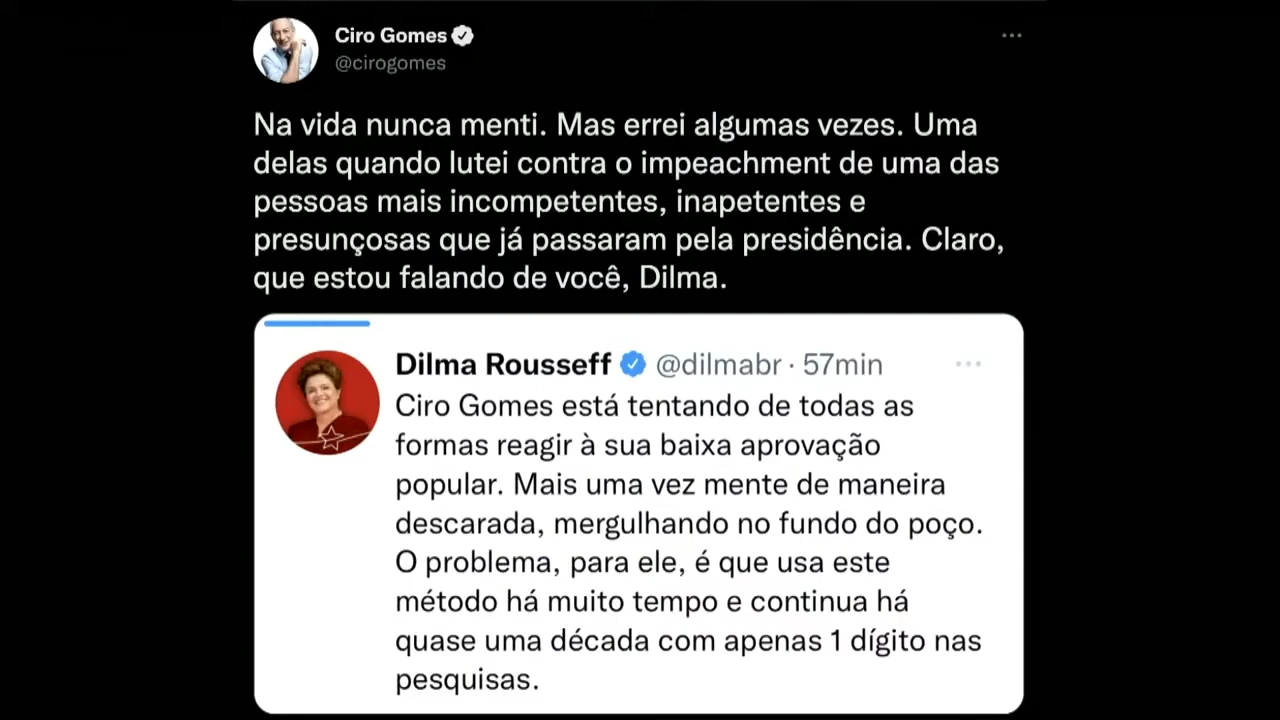 Ciro Gomes
@cirogomes
Na vida nunca menti. Mas errei algumas vezes. Uma
delas quando lutei contra o impeachment de uma das
pessoas mais incompetentes, inapetentes e
presunçosas que já passaram pela presidência. Claro,
que estou falando de você, Dilma.
Dilma Rousseff @dilmabr · 57min
Ciro Gomes está tentando de todas as
formas reagir à sua baixa aprovação
popular. Mais uma vez mente de maneira
descarada, mergulhando no fundo do poço.
O problema, para ele, é que usa este
método há muito tempo e continua há
quase uma década com apenas 1 dígito nas
pesquisas.